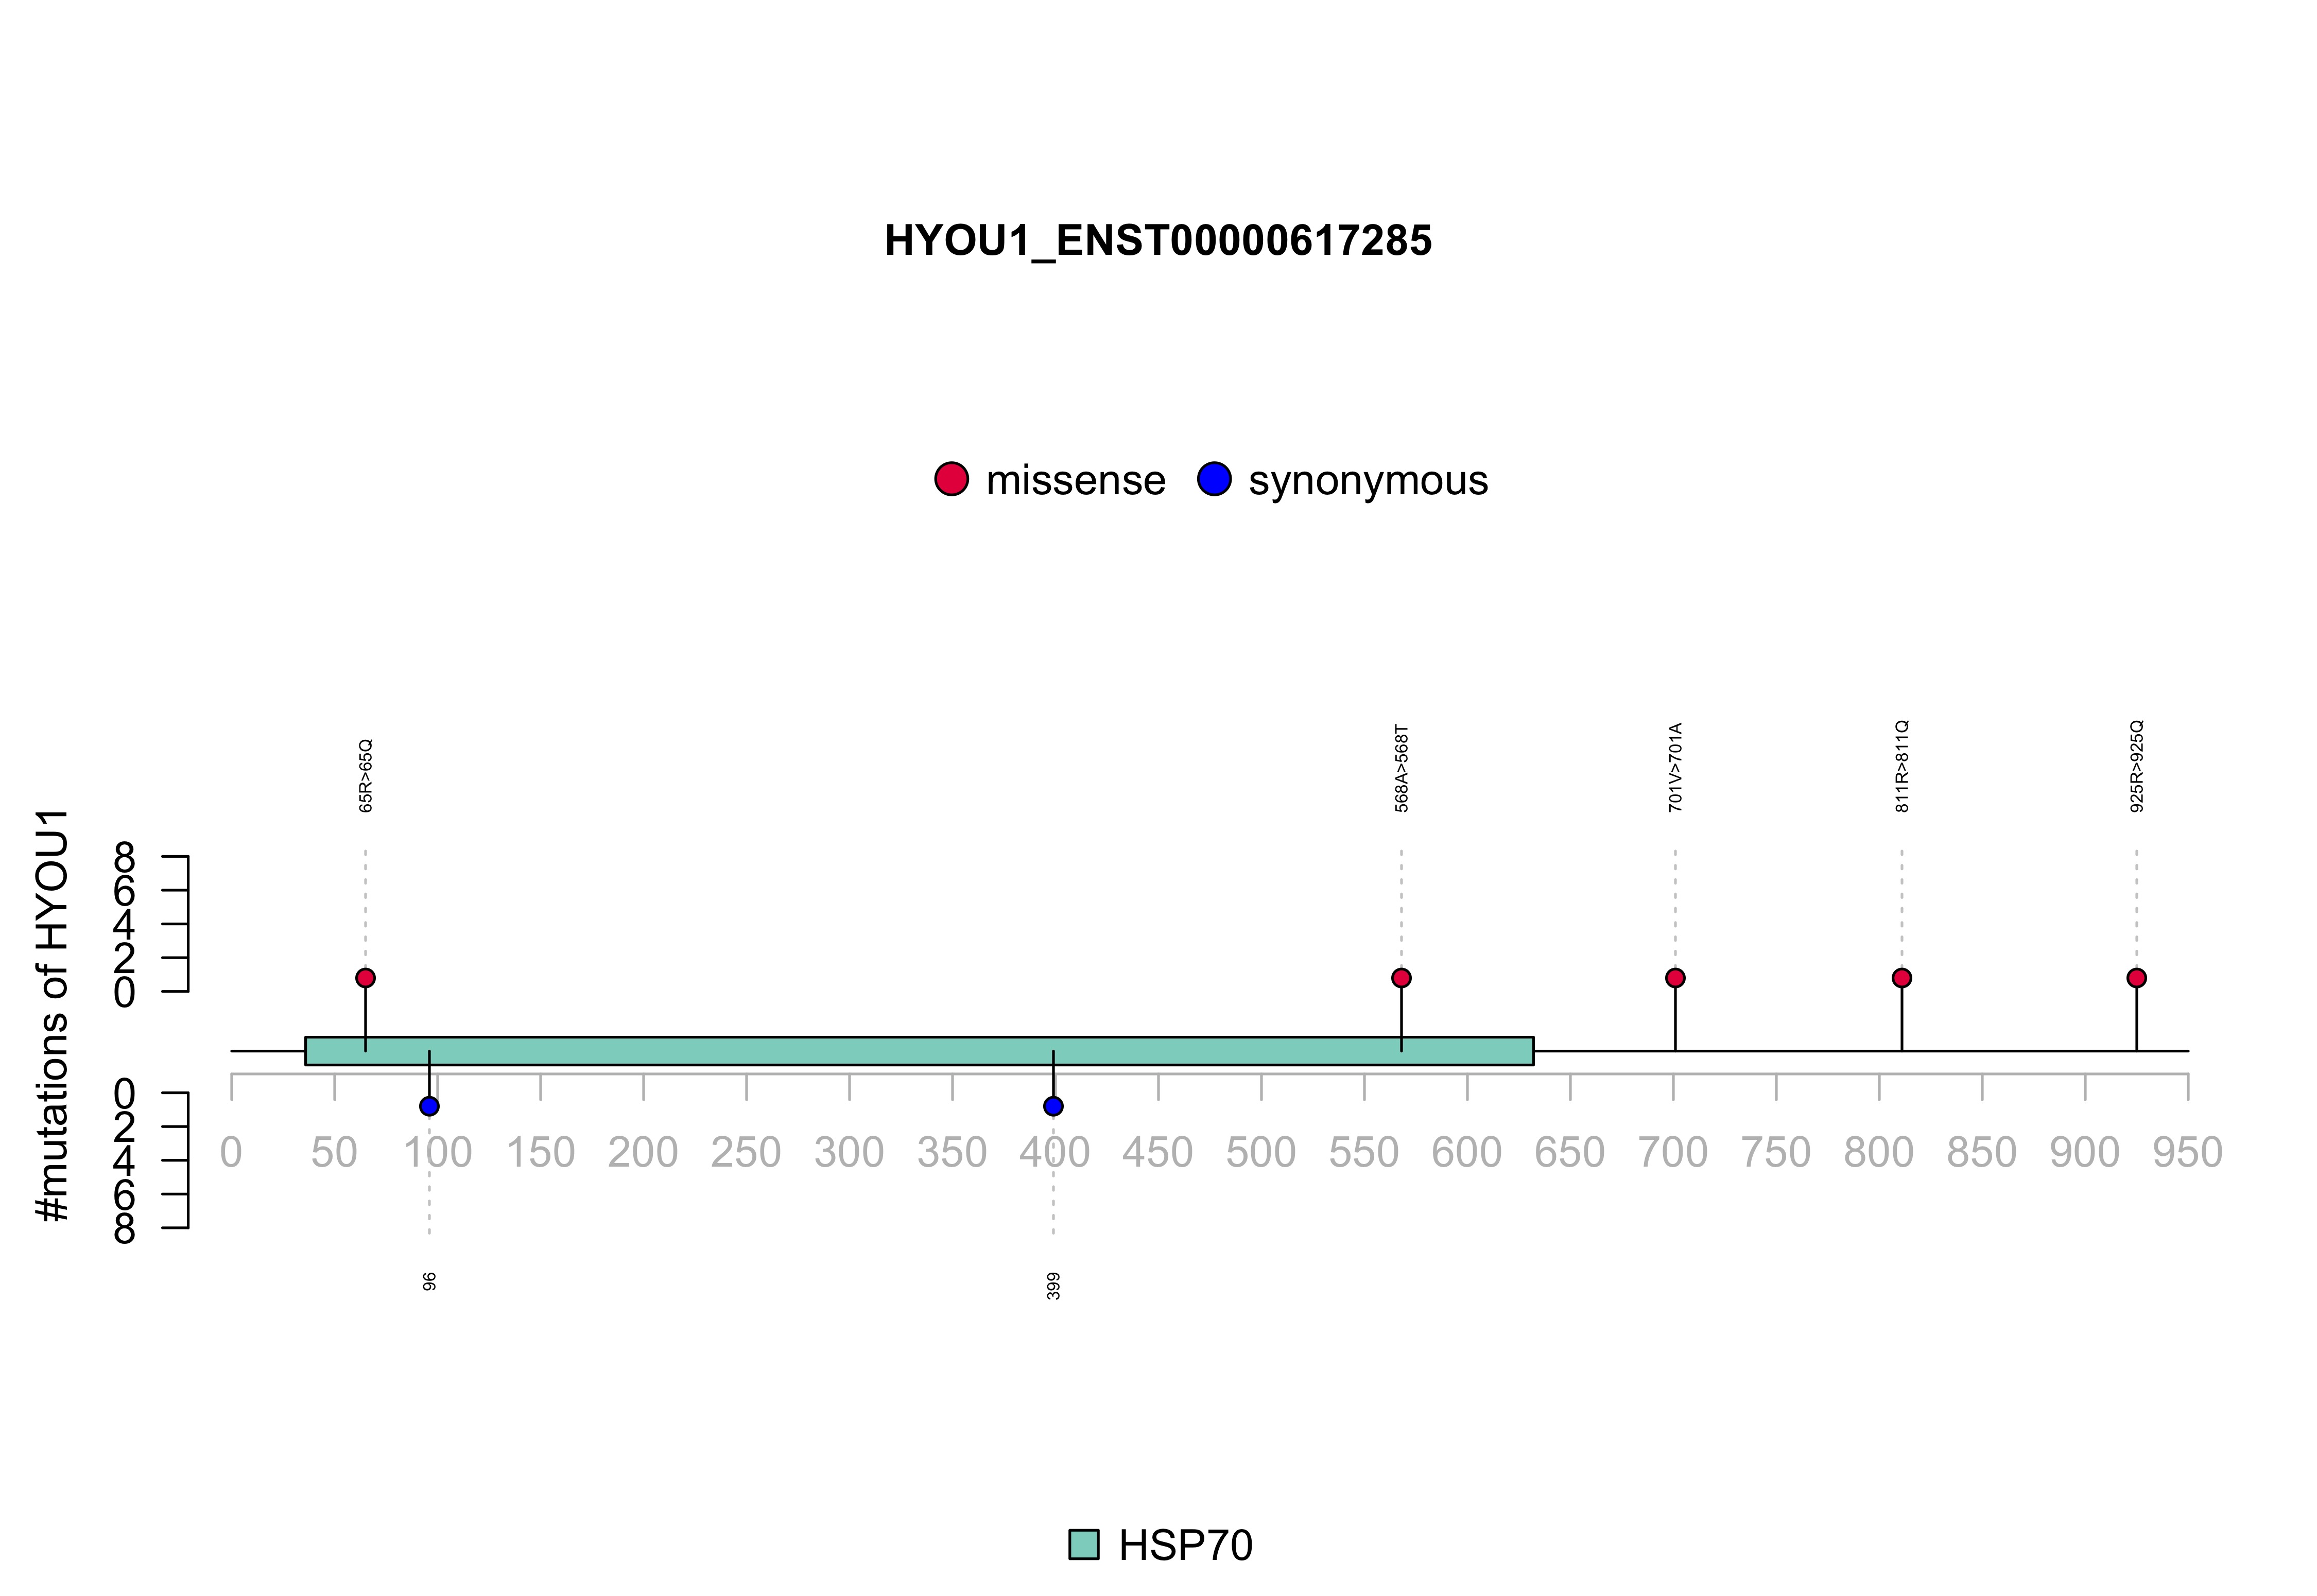 HYOU1_ENST00000617285
missense synonymous
65R>65Q 568A>568T 701V>701A 811R>811Q 925R>925Q
#mutations of HYOU1
8
6
4
2
0
0
2
4
6
8
0 50 100 150 200 250 300 350 400 450 500 550 600 650 700 750 800 850 900 950
96 399
HSP70